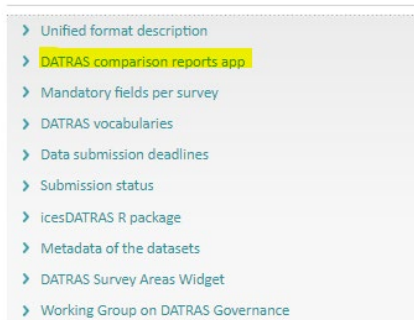 Unified format description
DATRAS comparison reports app
Mandatory fields per survey
DATRAS vocabularies
Data submission deadlines
Submission status
icesDATRAS R package
Metadata of the datasets
DATRAS Survey Areas Widget
Working Group on DATRAS Governance